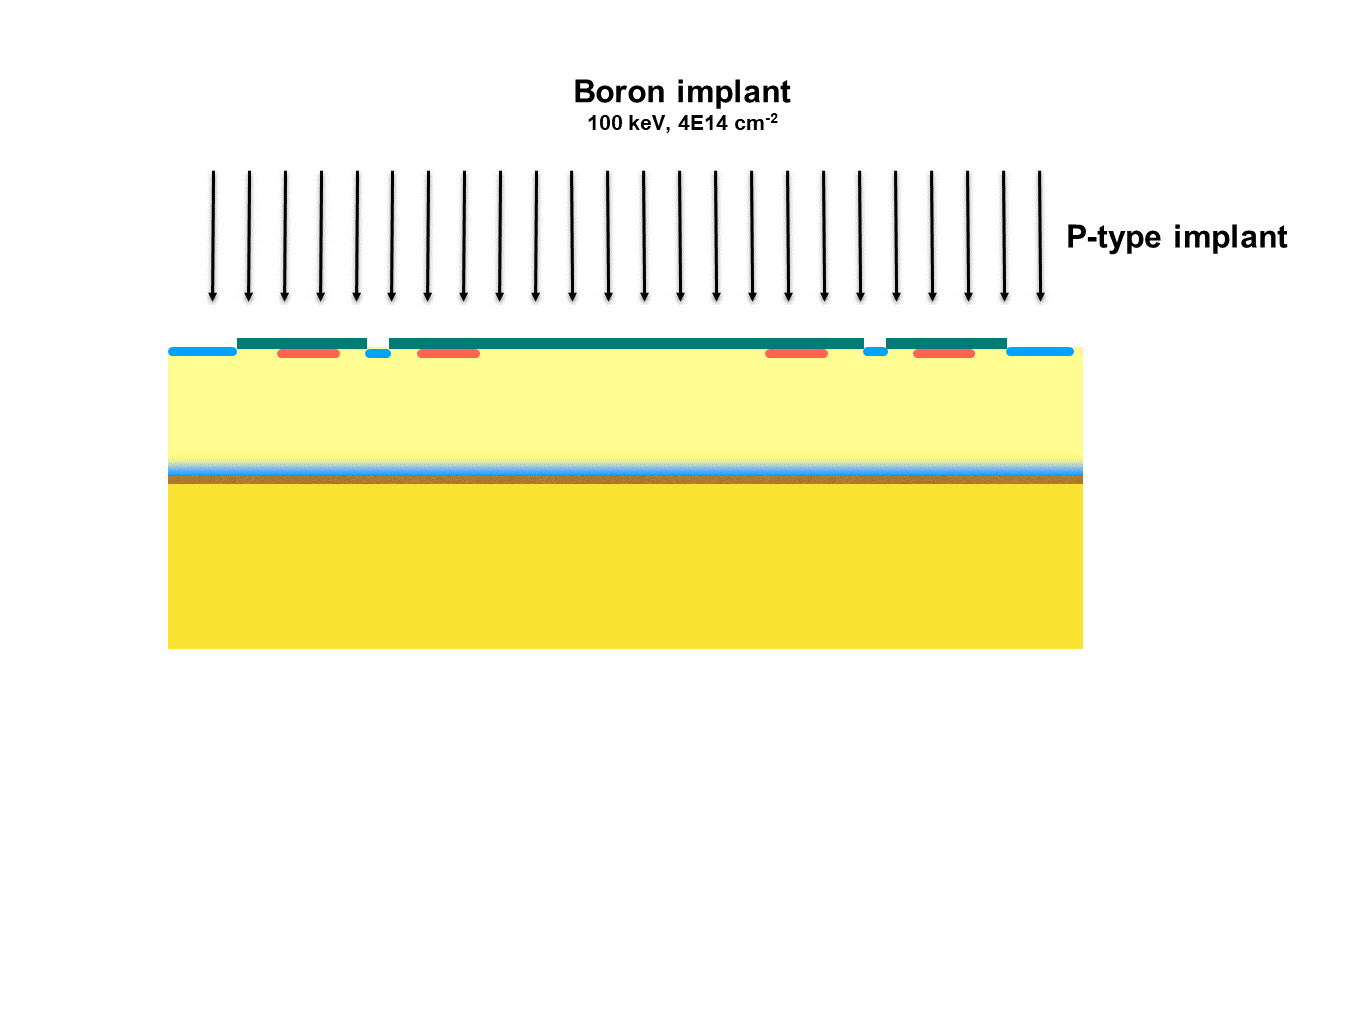 Boron implant
100 keV, 4E14 cm-2
P-type implant